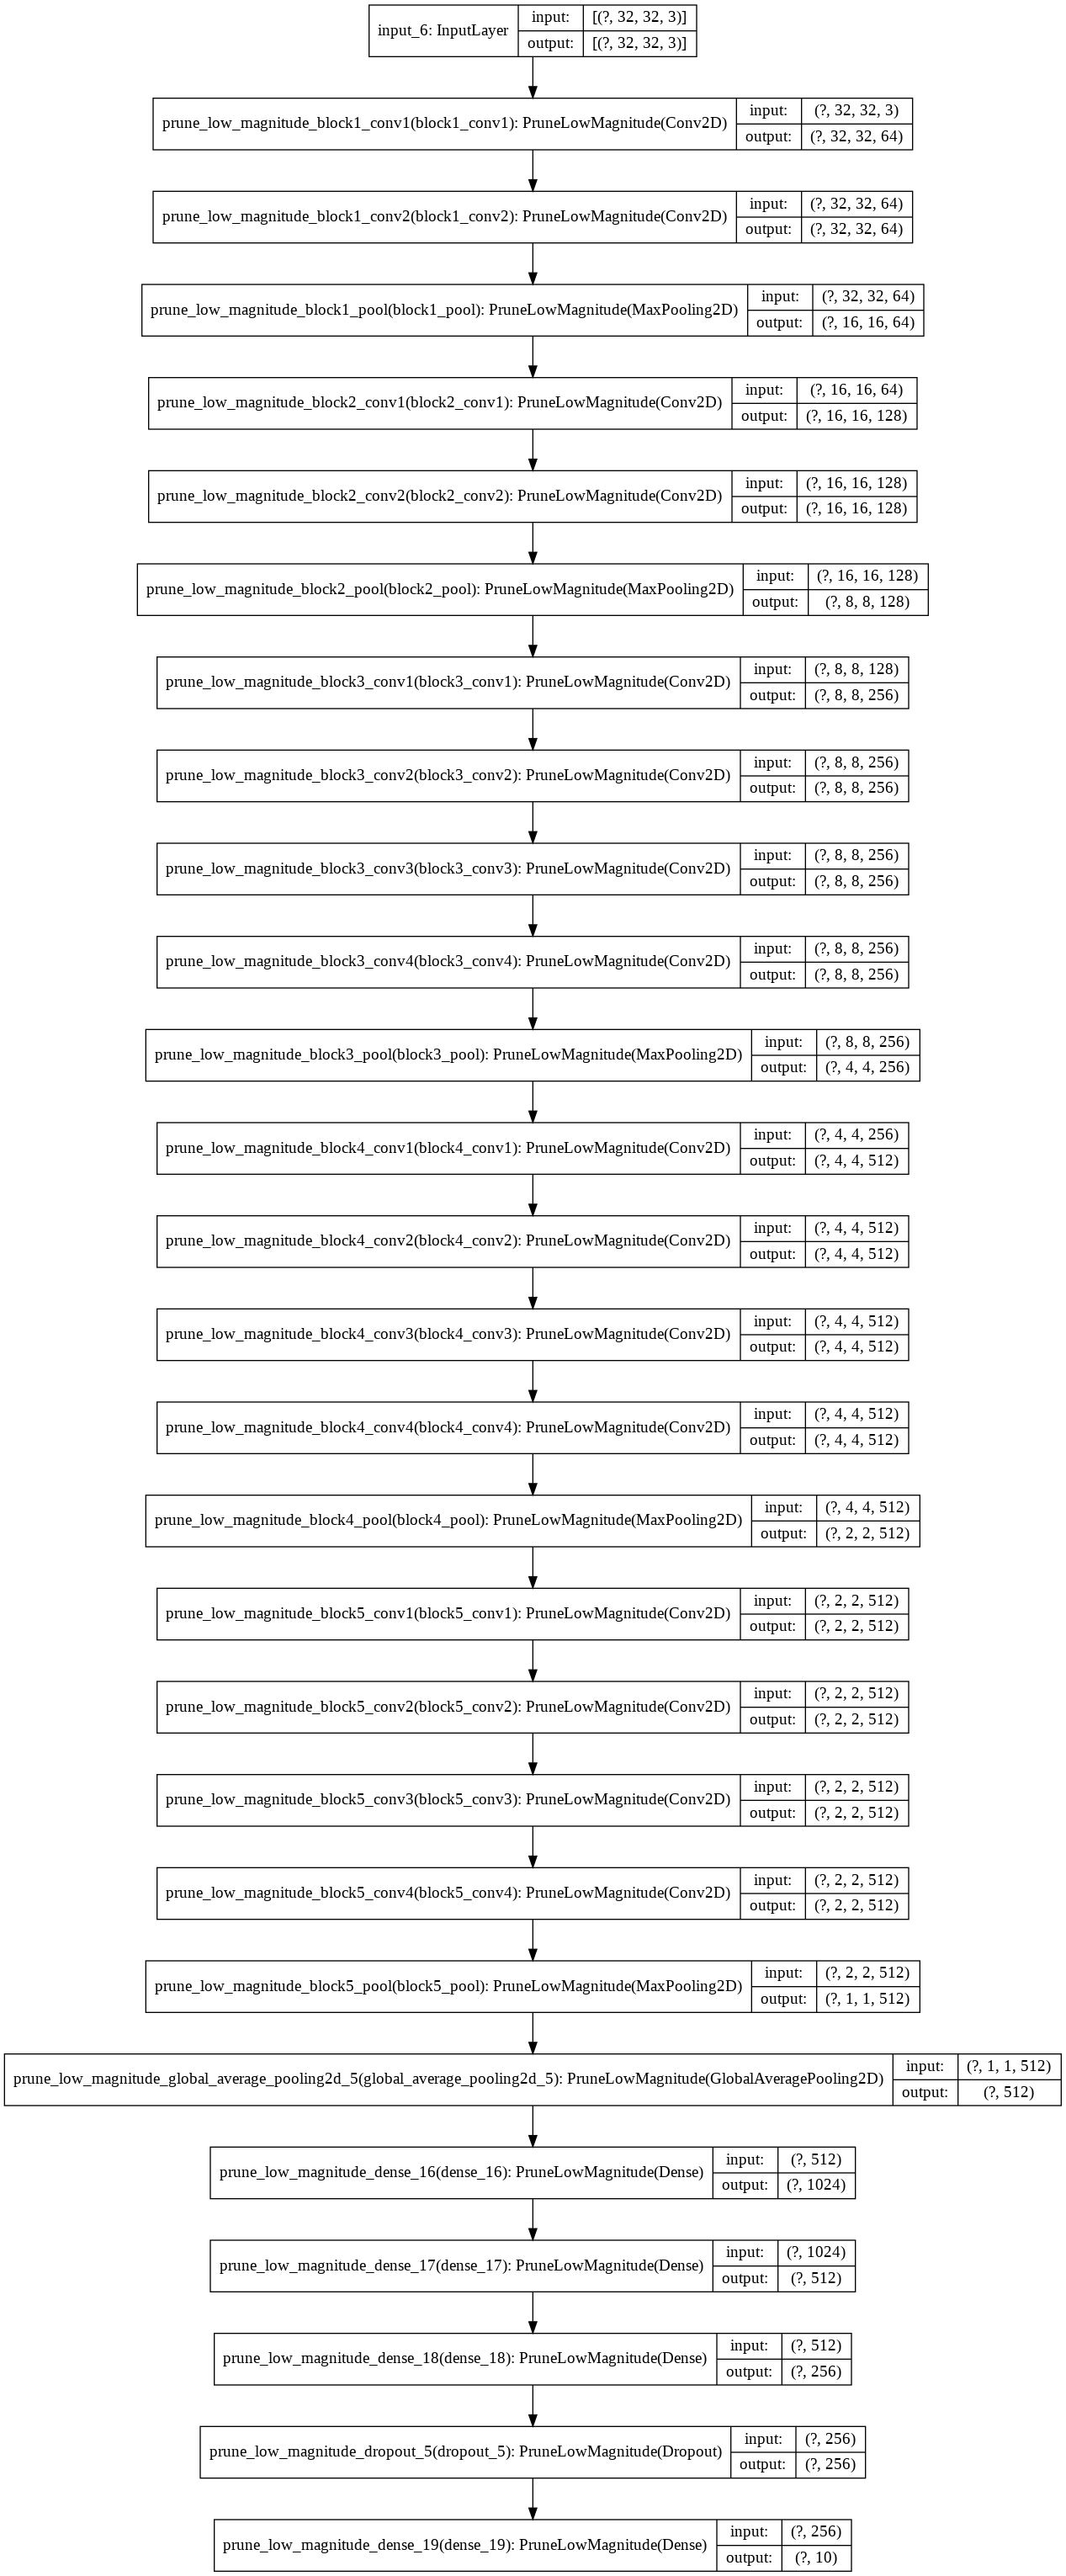 input_6: InputLayer
input: [(?, 32, 32, 3)]
output: [(?, 32, 32, 3)]
prune_low_magnitude_block1_conv1(block1_conv1): PruneLowMagnitude(Conv2D)
input: (?, 32, 32, 3)
output: (?, 32, 32, 64)
prune_low_magnitude_block1_conv2(block1_conv2): PruneLowMagnitude(Conv2D)
input: (?, 32, 32, 64)
output: (?, 32, 32, 64)
prune_low_magnitude_block1_pool(block1_pool): PruneLowMagnitude(MaxPooling2D)
input: (?, 32, 32, 64)
output: (?, 16, 16, 64)
prune_low_magnitude_block2_conv1(block2_conv1): PruneLowMagnitude(Conv2D)
input: (?, 16, 16, 64)
output: (?, 16, 16, 128)
prune_low_magnitude_block2_conv2(block2_conv2): PruneLowMagnitude(Conv2D)
input: (?, 16, 16, 128)
output: (?, 16, 16, 128)
prune_low_magnitude_block2_pool(block2_pool): PruneLowMagnitude(MaxPooling2D)
input: (?, 16, 16, 128)
output: (?, 8, 8, 128)
prune_low_magnitude_block3_conv1(block3_conv1): PruneLowMagnitude(Conv2D)
input: (?, 8, 8, 128)
output: (?, 8, 8, 256)
prune_low_magnitude_block3_conv2(block3_conv2): PruneLowMagnitude(Conv2D)
input: (?, 8, 8, 256)
output: (?, 8, 8, 256)
prune_low_magnitude_block3_conv3(block3_conv3): PruneLowMagnitude(Conv2D)
input: (?, 8, 8, 256)
output: (?, 8, 8, 256)
prune_low_magnitude_block3_conv4(block3_conv4): PruneLowMagnitude(Conv2D)
input: (?, 8, 8, 256)
output: (?, 8, 8, 256)
prune_low_magnitude_block3_pool(block3_pool): PruneLowMagnitude(MaxPooling2D)
input: (?, 8, 8, 256)
output: (?, 4, 4, 256)
prune_low_magnitude_block4_conv1(block4_conv1): PruneLowMagnitude(Conv2D)
input: (?, 4, 4, 256)
output: (?, 4, 4, 512)
prune_low_magnitude_block4_conv2(block4_conv2): PruneLowMagnitude(Conv2D)
input: (?, 4, 4, 512)
output: (?, 4, 4, 512)
prune_low_magnitude_block4_conv3(block4_conv3): PruneLowMagnitude(Conv2D)
input: (?, 4, 4, 512)
output: (?, 4, 4, 512)
prune_low_magnitude_block4_conv4(block4_conv4): PruneLowMagnitude(Conv2D)
input: (?, 4, 4, 512)
output: (?, 4, 4, 512)
prune_low_magnitude_block4_pool(block4_pool): PruneLowMagnitude(MaxPooling2D)
input: (?, 4, 4, 512)
output: (?, 2, 2, 512)
prune_low_magnitude_block5_conv1(block5_conv1): PruneLowMagnitude(Conv2D)
input: (?, 2, 2, 512)
output: (?, 2, 2, 512)
prune_low_magnitude_block5_conv2(block5_conv2): PruneLowMagnitude(Conv2D)
input: (?, 2, 2, 512)
output: (?, 2, 2, 512)
prune_low_magnitude_block5_conv3(block5_conv3): PruneLowMagnitude(Conv2D)
input: (?, 2, 2, 512)
output: (?, 2, 2, 512)
prune_low_magnitude_block5_conv4(block5_conv4): PruneLowMagnitude(Conv2D)
input: (?, 2, 2, 512)
output: (?, 2, 2, 512)
prune_low_magnitude_block5_pool(block5_pool): PruneLowMagnitude(MaxPooling2D)
input: (?, 2, 2, 512)
output: (?, 1, 1, 512)
prune_low_magnitude_global_average_pooling2d_5(global_average_pooling2d_5): PruneLowMagnitude(GlobalAveragePooling2D)
input: (?, 1, 1, 512)
output: (?, 512)
prune_low_magnitude_dense_16(dense_16): PruneLowMagnitude(Dense)
input: (?, 512)
output: (?, 1024)
prune_low_magnitude_dense_17(dense_17): PruneLowMagnitude(Dense)
input: (?, 1024)
output: (?, 512)
prune_low_magnitude_dense_18(dense_18): PruneLowMagnitude(Dense)
input: (?, 512)
output: (?, 256)
prune_low_magnitude_dropout_5(dropout_5): PruneLowMagnitude(Dropout)
input: (?, 256)
output: (?, 256)
prune_low_magnitude_dense_19(dense_19): PruneLowMagnitude(Dense)
input: (?, 256)
output: (?, 10)